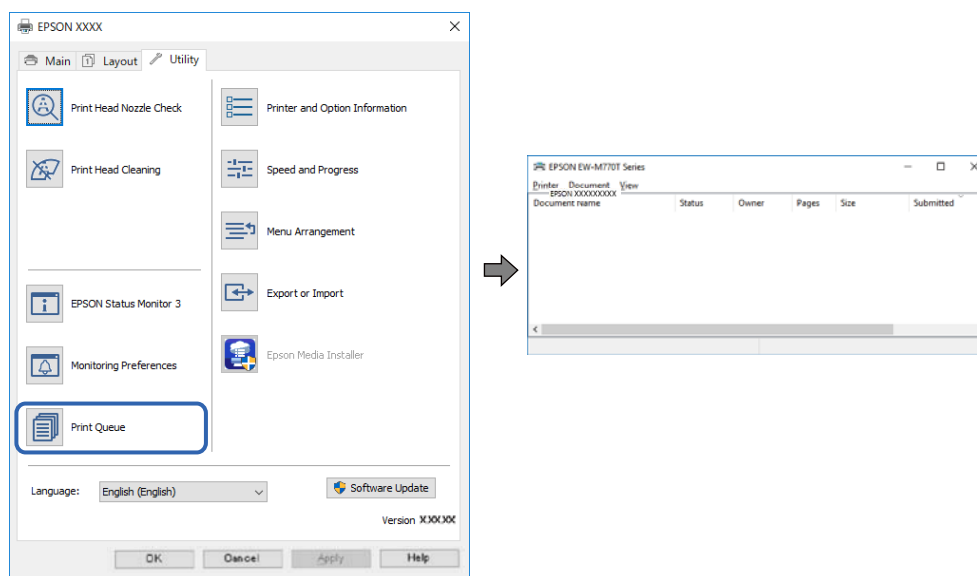 EPSON XXXX
Main
Layout
Utility
Print Head Nozzle Check
Print Head Cleaning
EPSON Status Monitor 3
Monitoring Preferences
Print Queue
Printer and Option Information
Speed and Progress
Menu Arrangement
Export or Import
Epson Media Installer
Language: English (English)
Software Update
Version X.XX.XX
OK Cancel Apply Help
EPSON EW-M770T Series
Printer Document View
EPSON XXXXXXXXX
Document Name Status Owner Pages Size Submitted